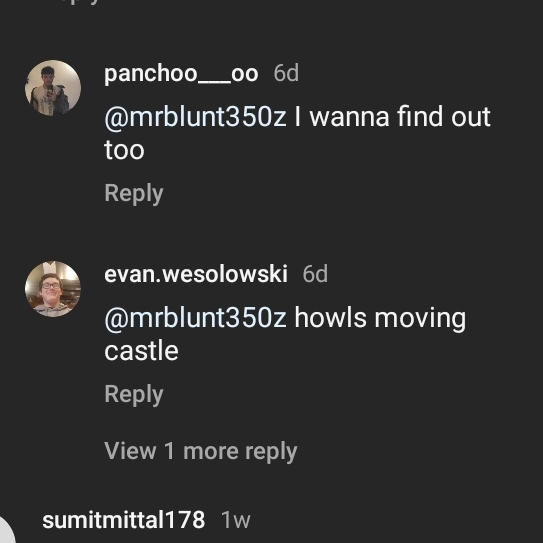 panchoo___oo 6d
@mrblunt350z I wanna find out
too
Reply
evan.wesolowski 6d
@mrblunt350z howls moving
castle
Reply
View 1 more reply
sumitmittal178 1w